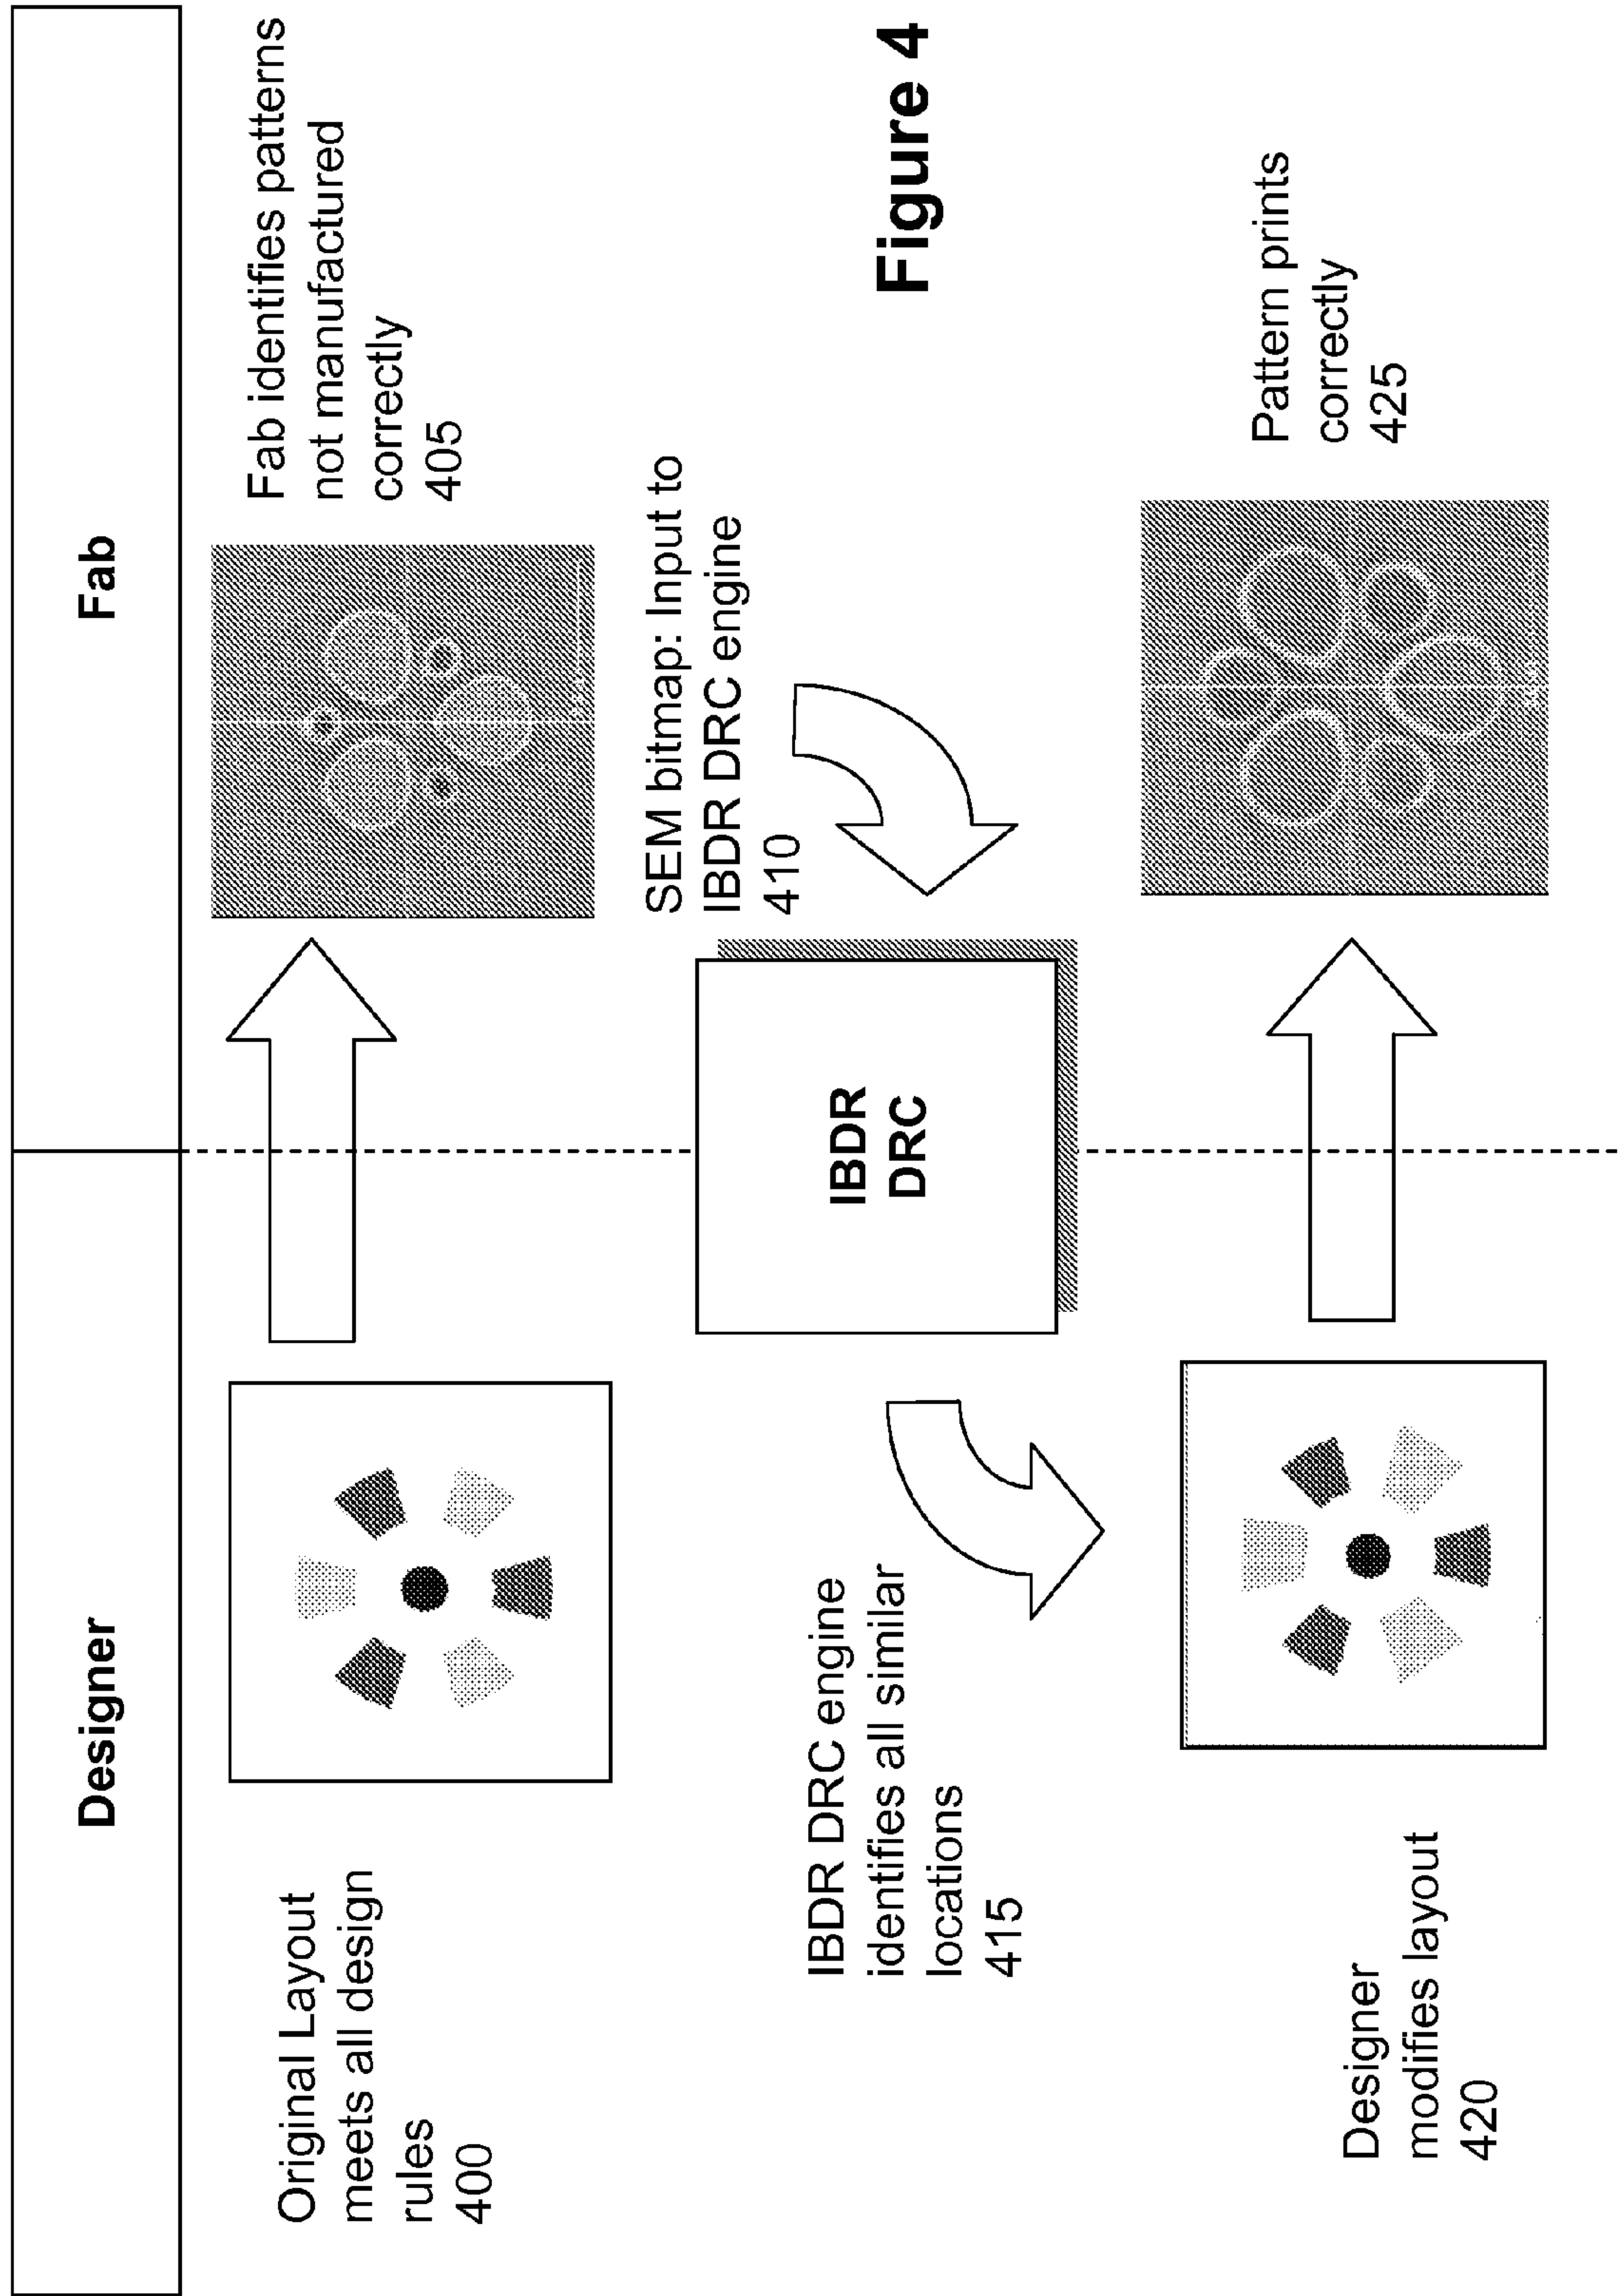 Designer
Fab
Original Layout
meets all design
rules
400
Fab identifies patterns
not manufactured
correctly
405
SEM bitmap: Input to
IBDR DRC engine
410
IBDR
DRC
IBDR DRC engine
identifies all similar
locations
415
Figure 4
Designer
modifies layout
420
Pattern prints
correctly
425